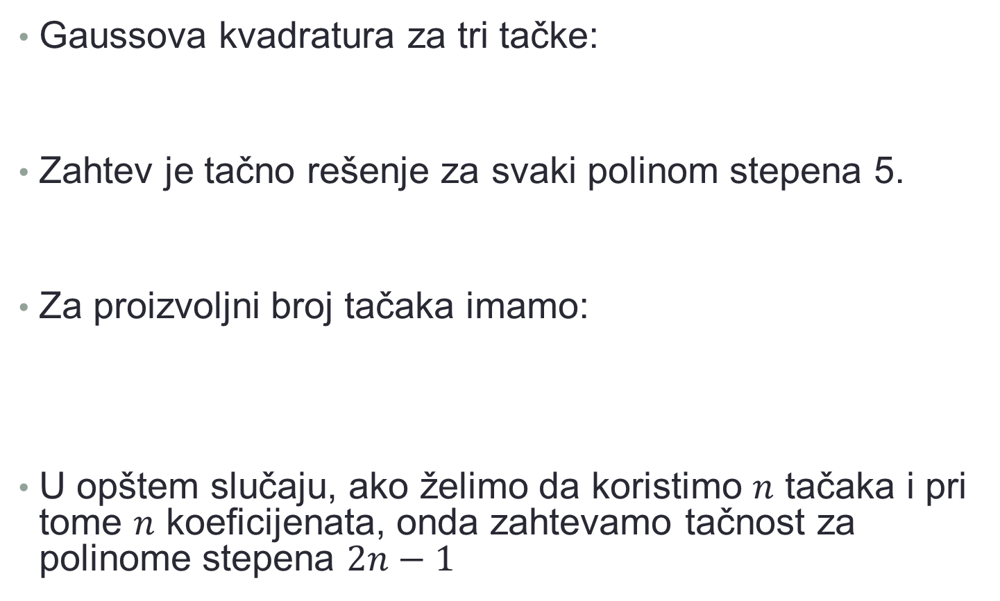 • Gaussova kvadratura za tri tačke:
• Zahtev je tačno rešenje za svaki polinom stepena 5.
• Za proizvoljni broj tačaka imamo:
• U opštem slučaju, ako želimo da koristimo 𝑛 tačaka i pri
tome 𝑛 koeficijenata, onda zahtevamo tačnost za
polinome stepena 2𝑛 − 1